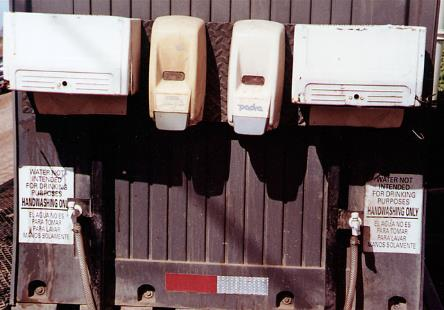 padva
WATER NOT
INTENDED
FOR DRINKING
PURPOSES
HANDWASHING ONLY
EL AGUA NO ES
PARA TOMAR
PARA LAVAR
MANOS SOLAMENTE
WATER NOT
INTENDED
FOR DRINKING
PURPOSES
HANDWASHING ONLY
EL AGUA NO ES
PARA TOMAR
PARA LAVAR
MANOS SOLAMENTE